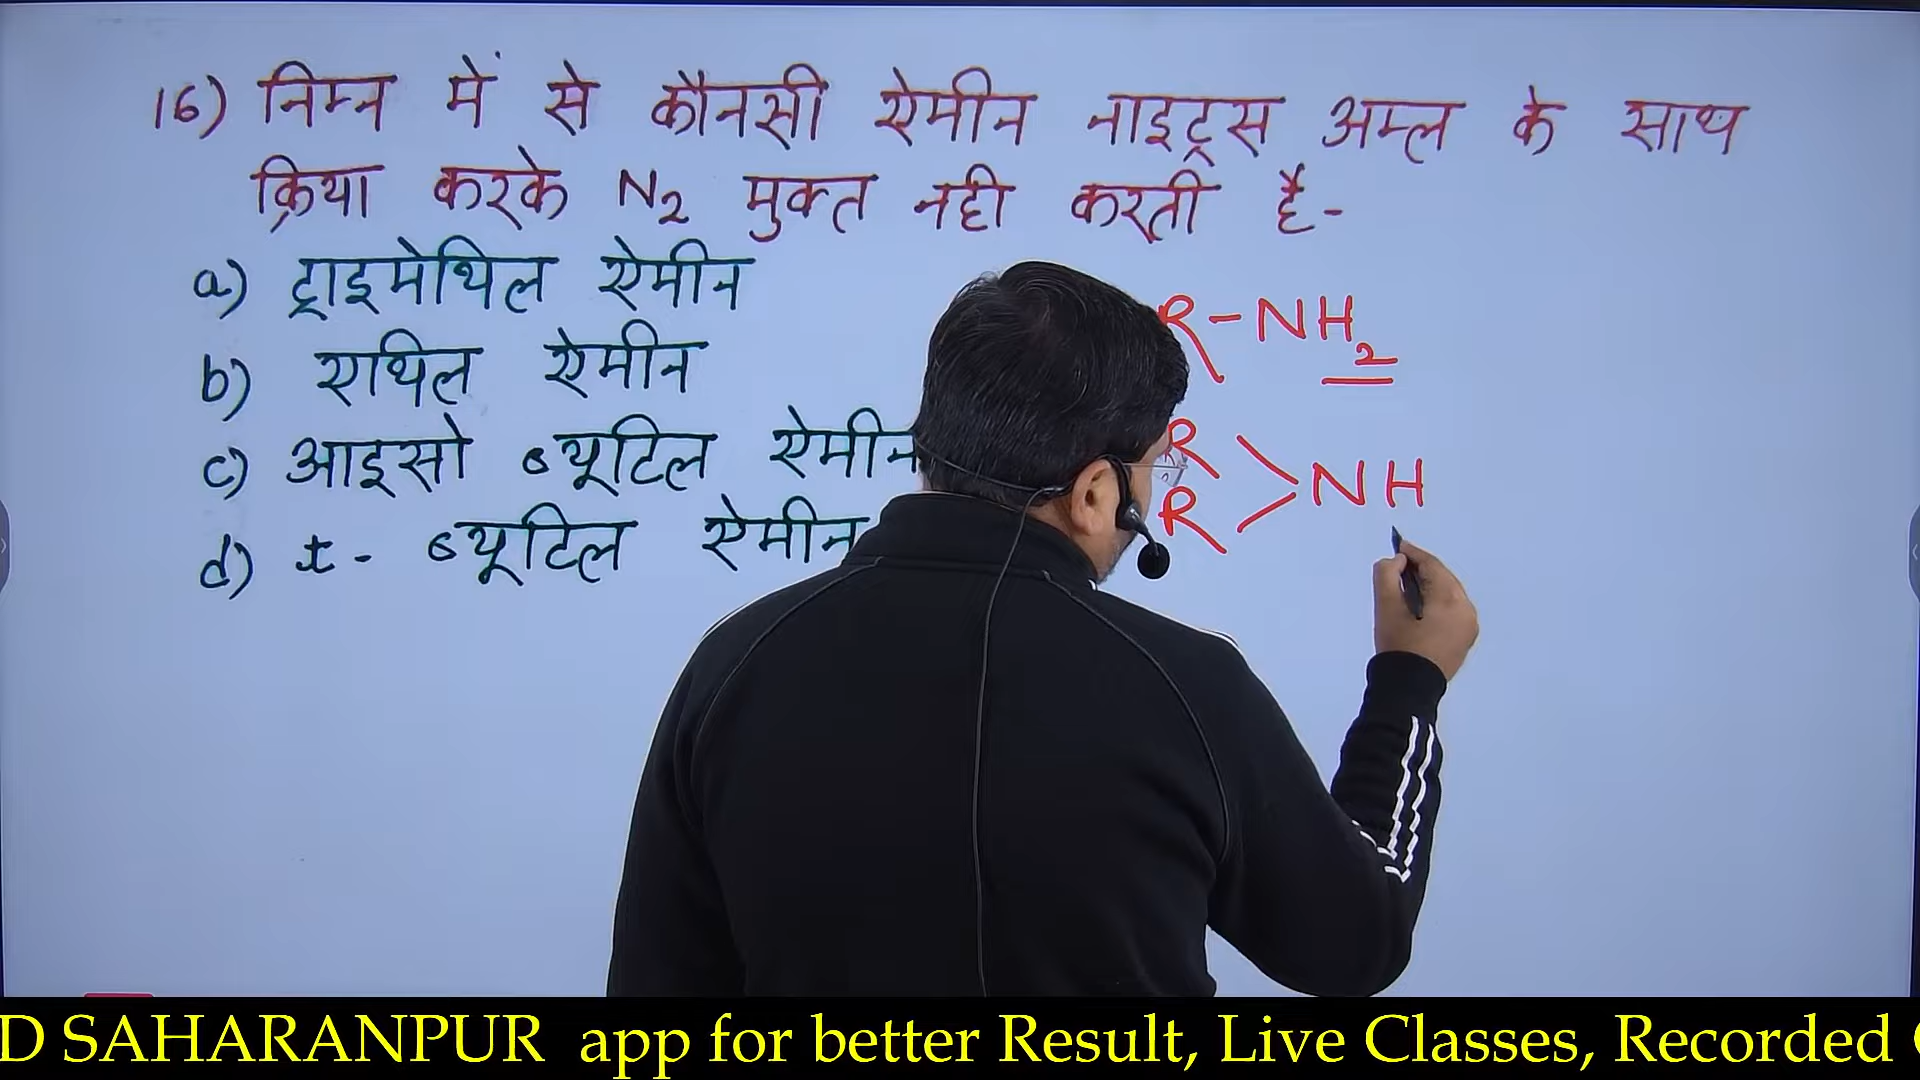 16) निम्न में से कौनसी ऐमीन नाइट्रस अम्ल के साथ
क्रिया करके N2 मुक्त नही करती है-
a) ट्राइमेथिल ऐमीन
b) एथिल ऐमीन
c) आइसो ब्यूटिल ऐमीन
d) t- ब्यूटिल ऐमीन
R-NH2
R
R >NH
D SAHARANPUR app for better Result, Live Classes, Recorded